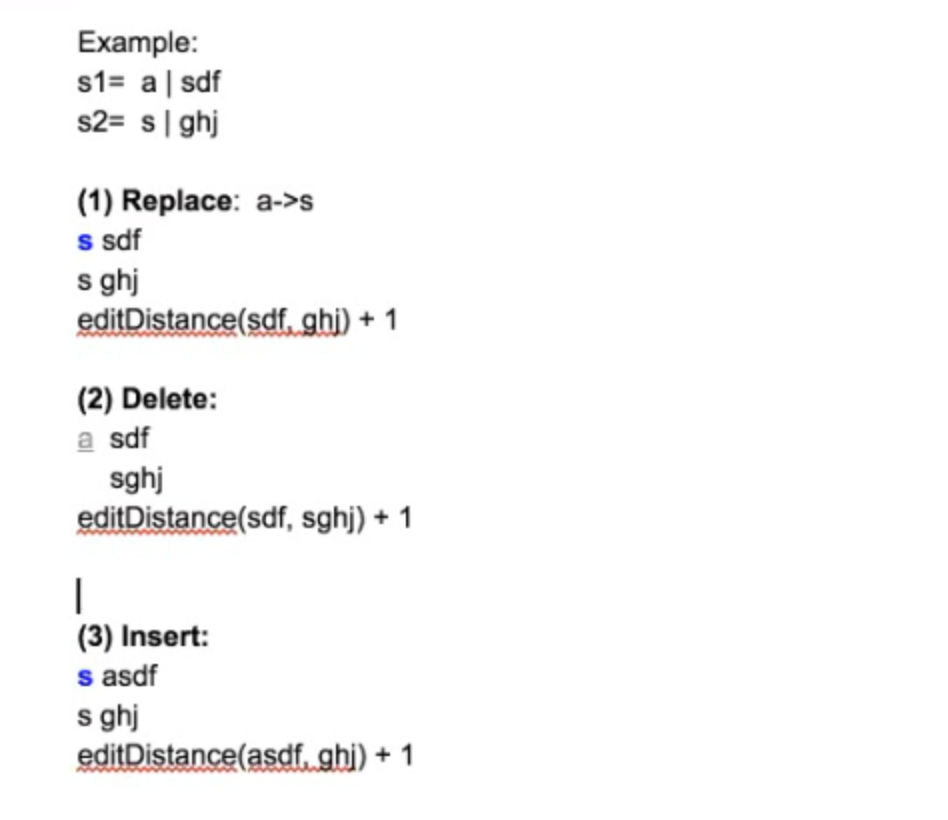 Example:
s1= a | sdf
s2= s | ghj
(1) Replace: a->s
s sdf
s ghj
editDistance(sdf, ghj) + 1
(2) Delete:
a sdf
sghj
editDistance(sdf, sghj) + 1
(3) Insert:
s asdf
s ghj
editDistance(asdf, ghj) + 1